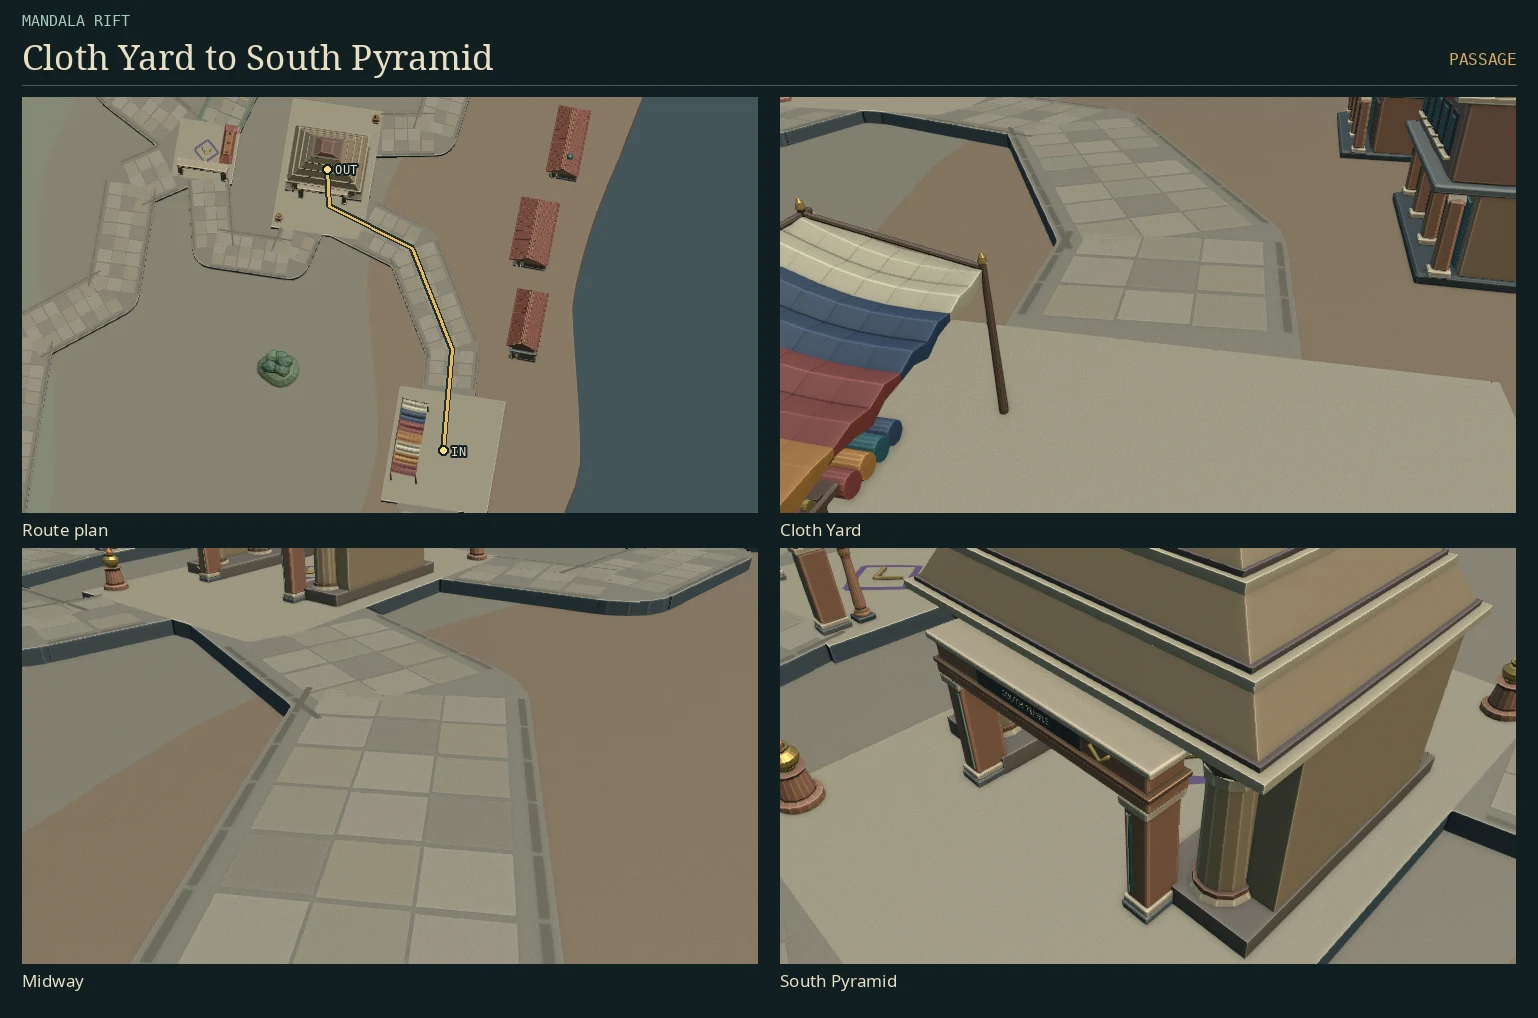 MANDALA RIFT
Cloth Yard to South Pyramid
PASSAGE
OUT
IN
Route plan
Cloth Yard
Midway
South Pyramid